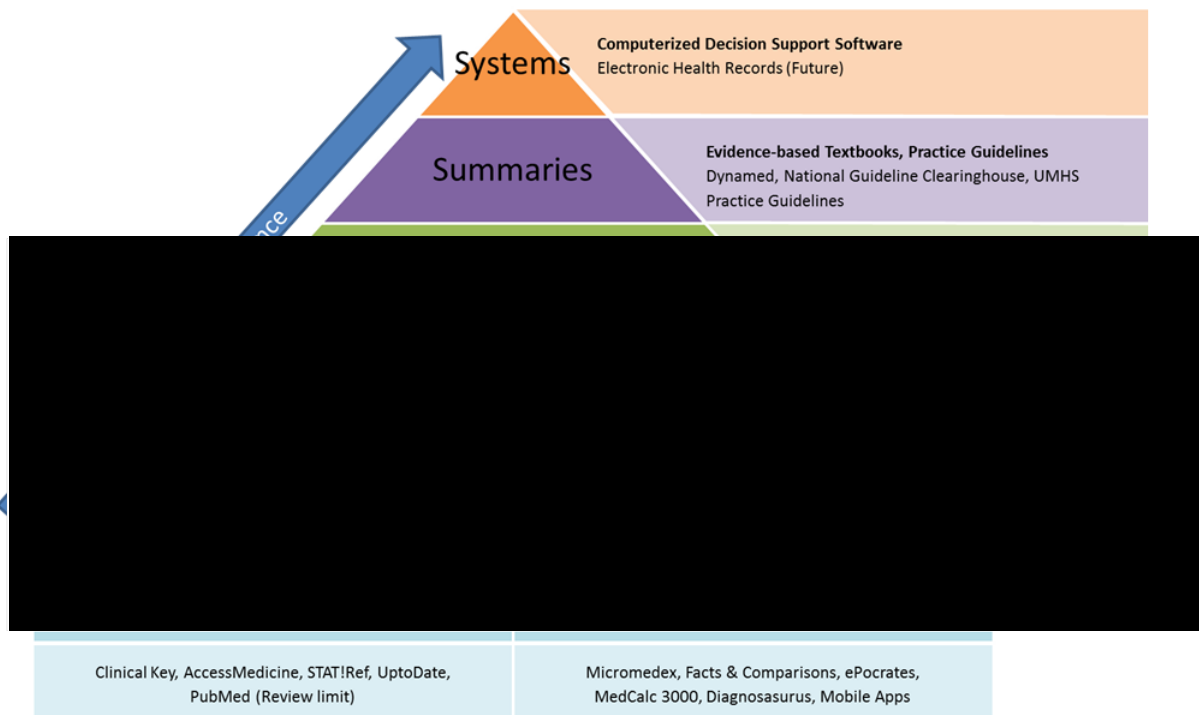 Systems
Computerized Decision Support Software
Electronic Health Records (Future)
Summaries
Evidence-based Textbooks, Practice Guidelines
Dynamed, National Guideline Clearinghouse, UMHS
Practice Guidelines
Clinical Key, AccessMedicine, STAT!Ref, UptoDate,
PubMed (Review limit)
Micromedex, Facts & Comparisons, ePocrates,
MedCalc 3000, Diagnosaurus, Mobile Apps